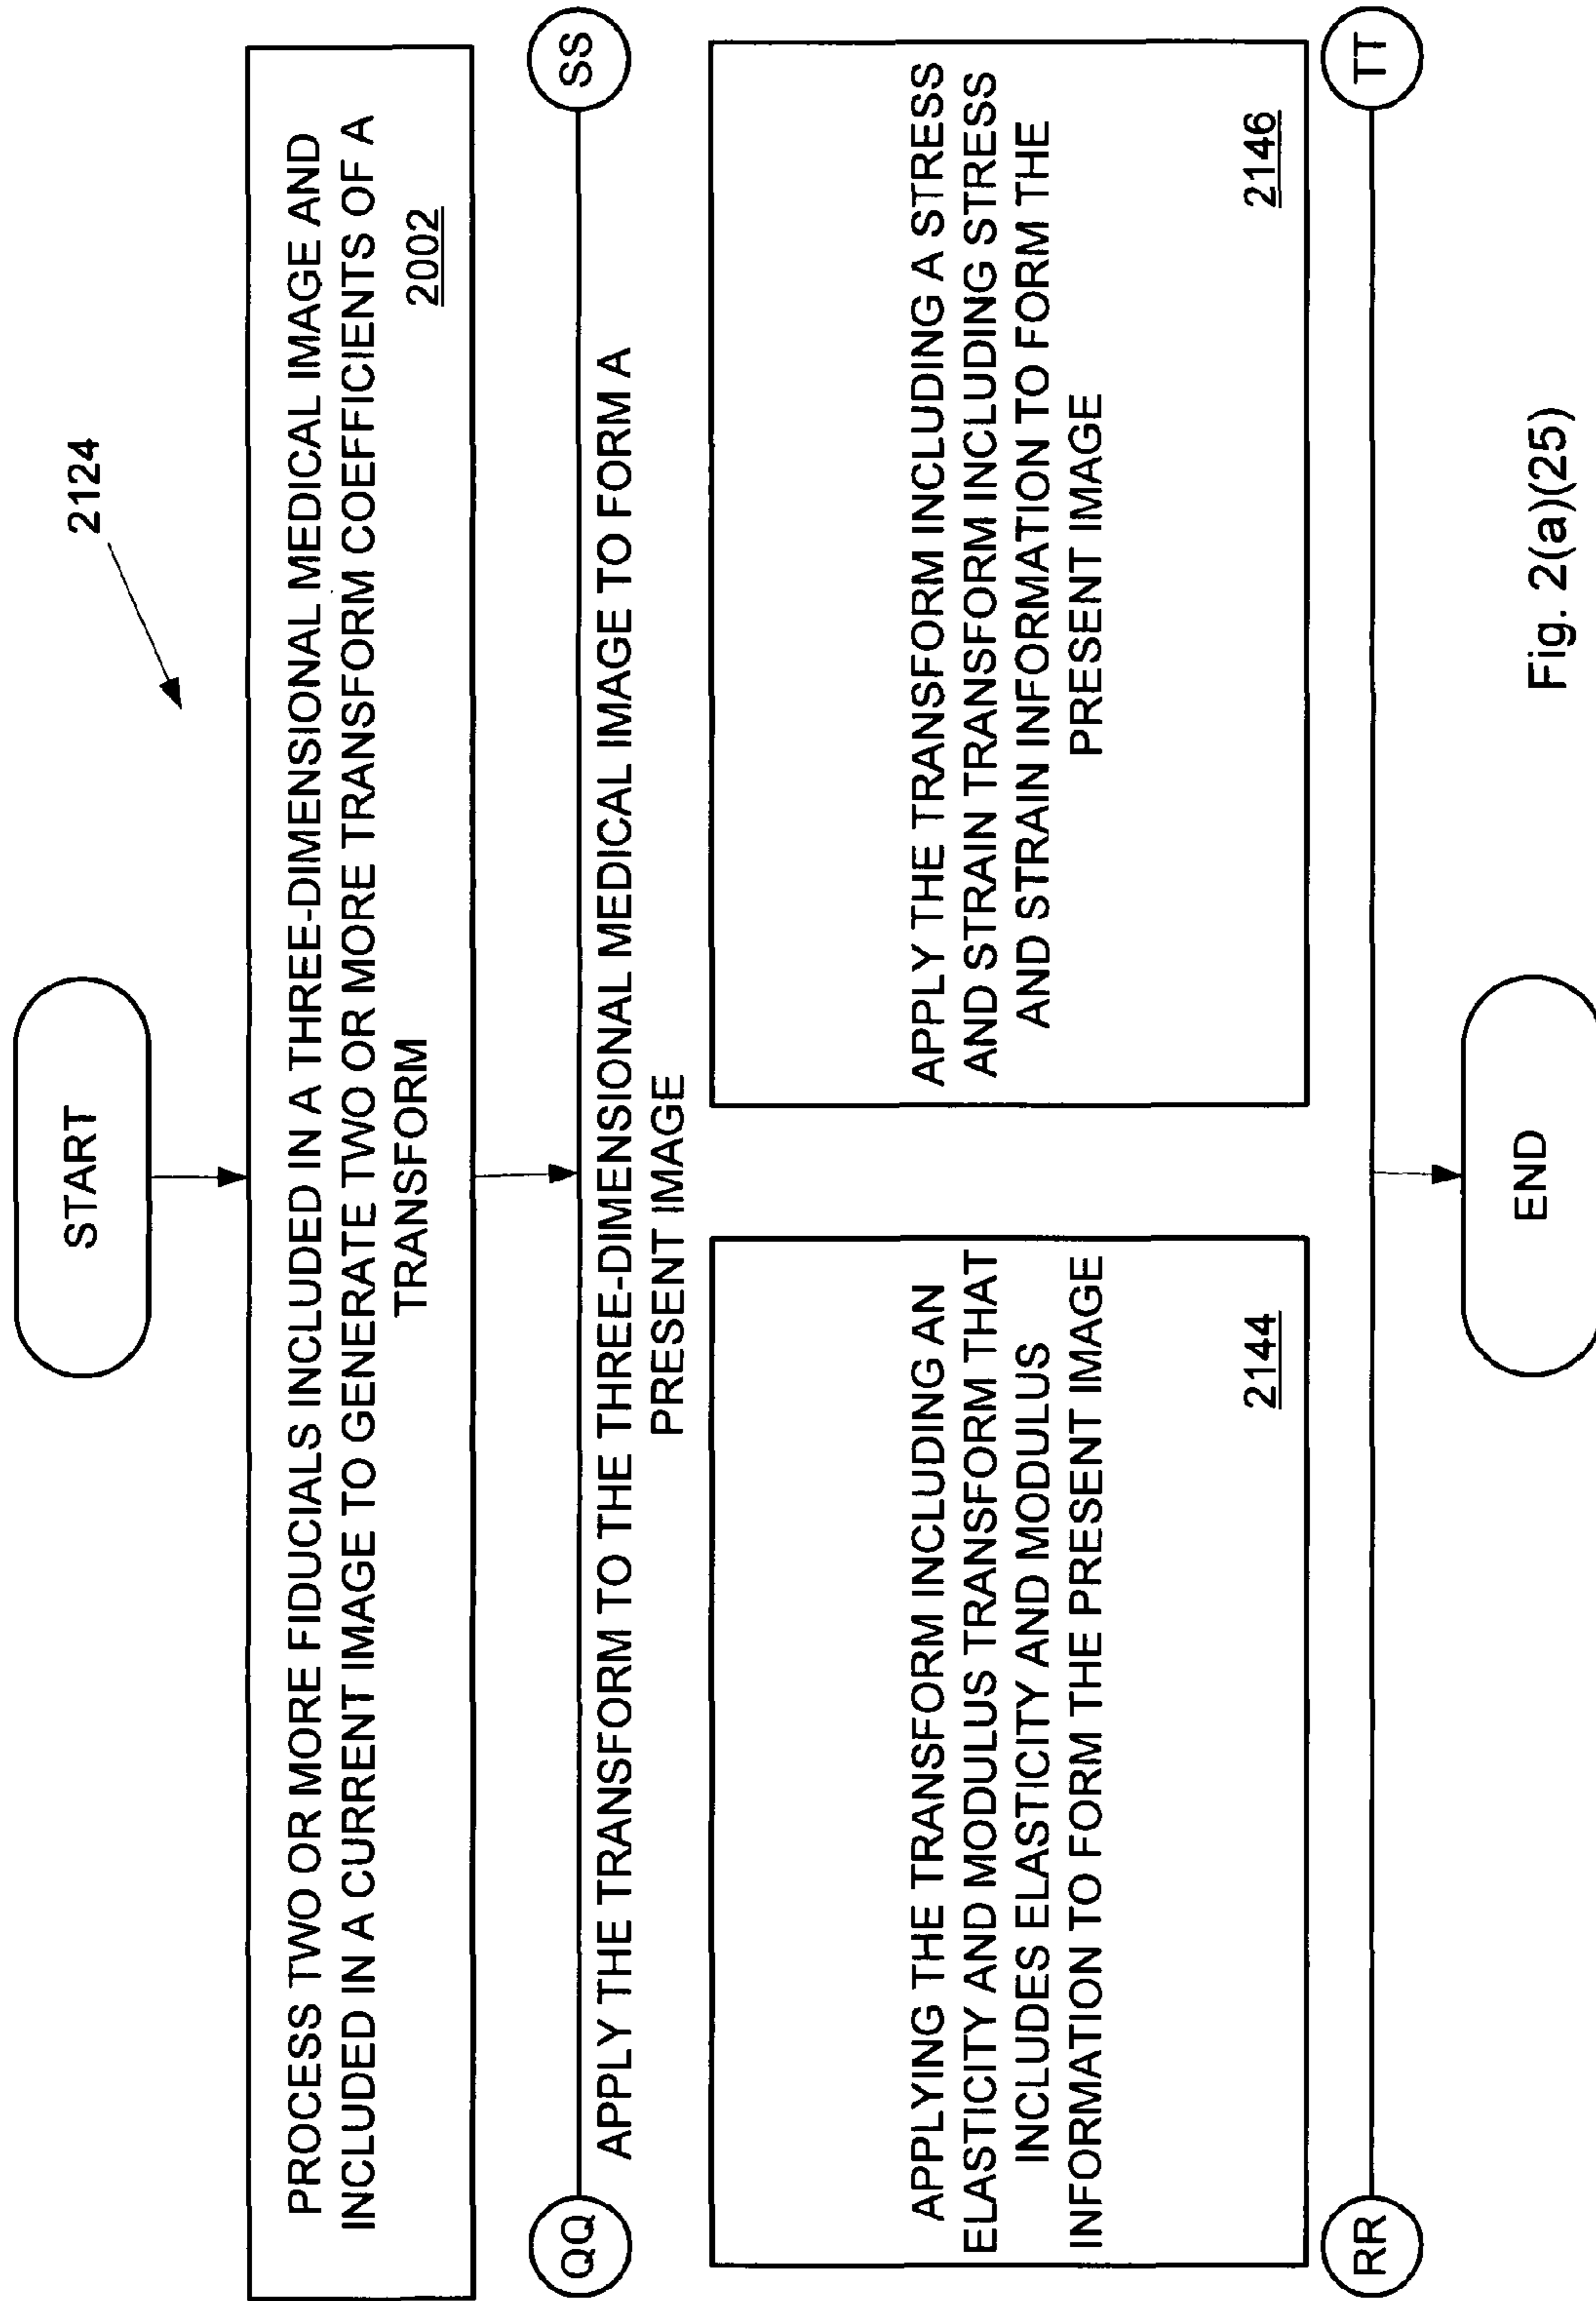 2124
START
PROCESS TWO OR MORE FIDUCIALS INCLUDED IN A THREE-DIMENSIONAL MEDICAL IMAGE AND
INCLUDED IN A CURRENT IMAGE TO GENERATE TWO OR MORE TRANSFORM COEFFICIENTS OF A
TRANSFORM
2002
QQ
SS
APPLY THE TRANSFORM TO THE THREE-DIMENSIONAL MEDICAL IMAGE TO FORM A
PRESENT IMAGE
APPLYING THE TRANSFORM INCLUDING AN
ELASTICITY AND MODULUS TRANSFORM THAT
INCLUDES ELASTICITY AND MODULUS
INFORMATION TO FORM THE PRESENT IMAGE
2144
APPLY THE TRANSFORM INCLUDING A STRESS
AND STRAIN TRANSFORM INCLUDING STRESS
AND STRAIN INFORMATION TO FORM THE
PRESENT IMAGE
2146
RR
TT
END
Fig. 2(a)(25)